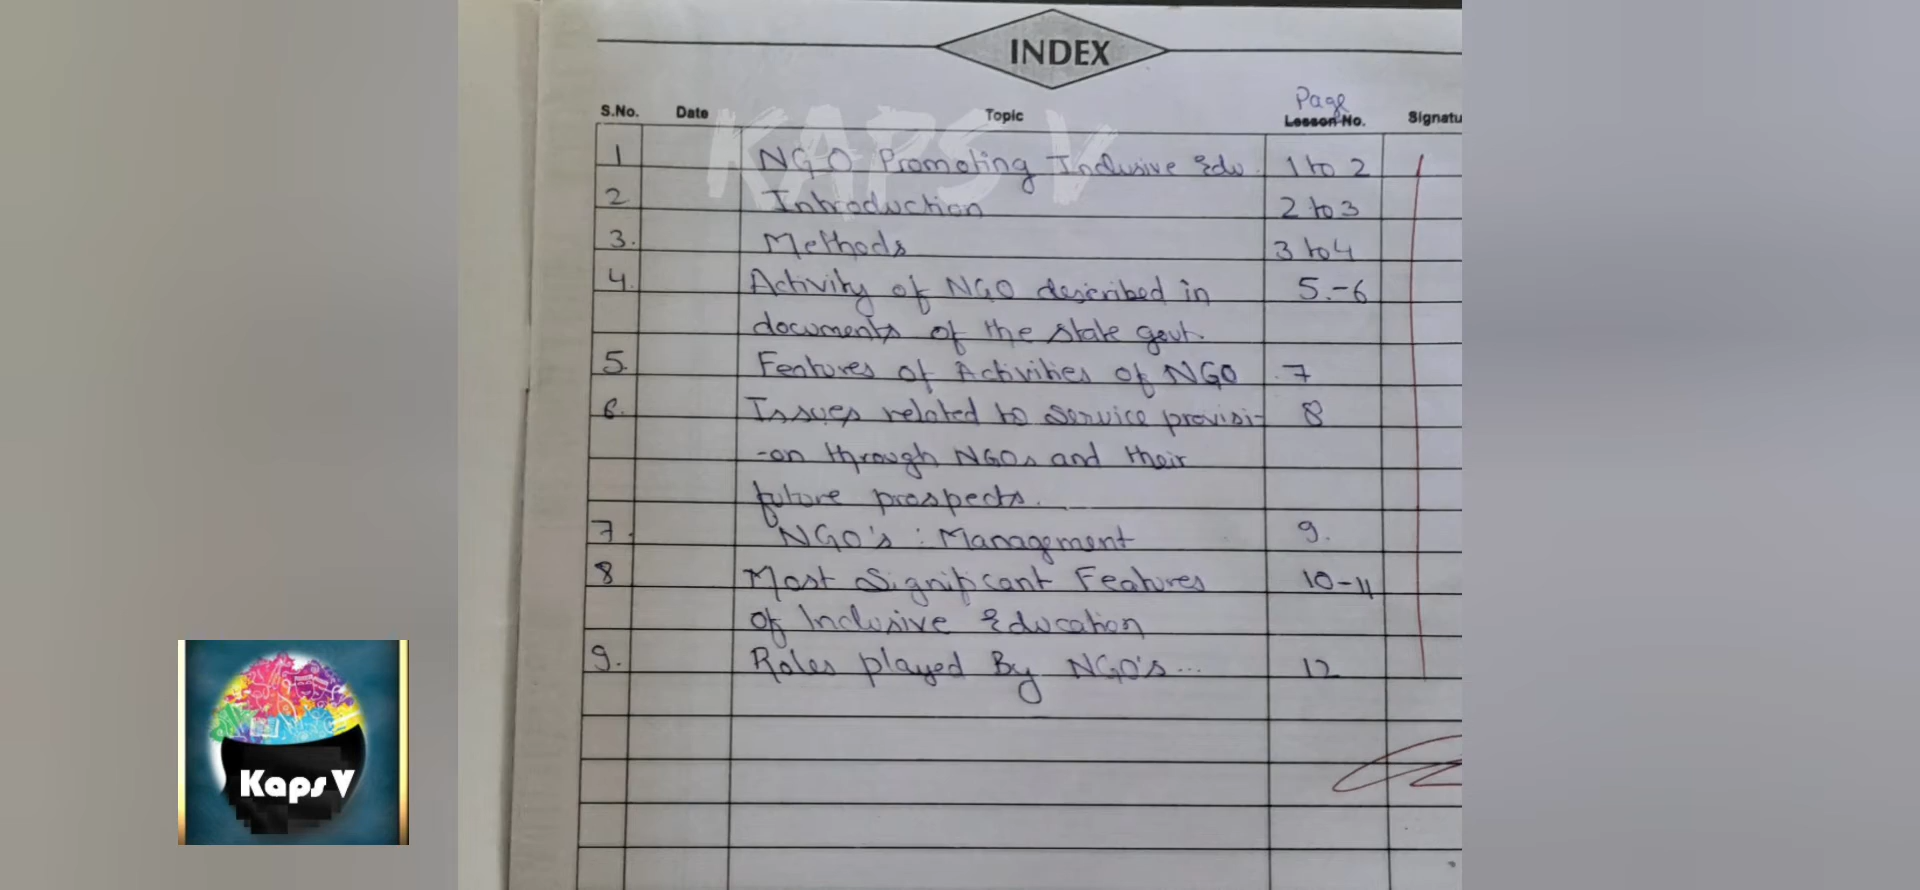 INDEX
S.No. Date Topic Page Lesson No. Signatu
KAPS V
1 NGO Promoting Inclusive Edu. 1 to 2
2 Introduction 2 to 3
3. Methods 3 to 4
4. Activity of NGO described in 5.-6
documents of the state govt.
5. Features of Activities of NGO .7
6. Issues related to Service provisi- 8
-on through NGOs and their
future prospects.
7. NGO's : Management 9.
8 Most Significant Features 10-11
of Inclusive Education
9. Roles played By NGO's ... 12
Kaps V